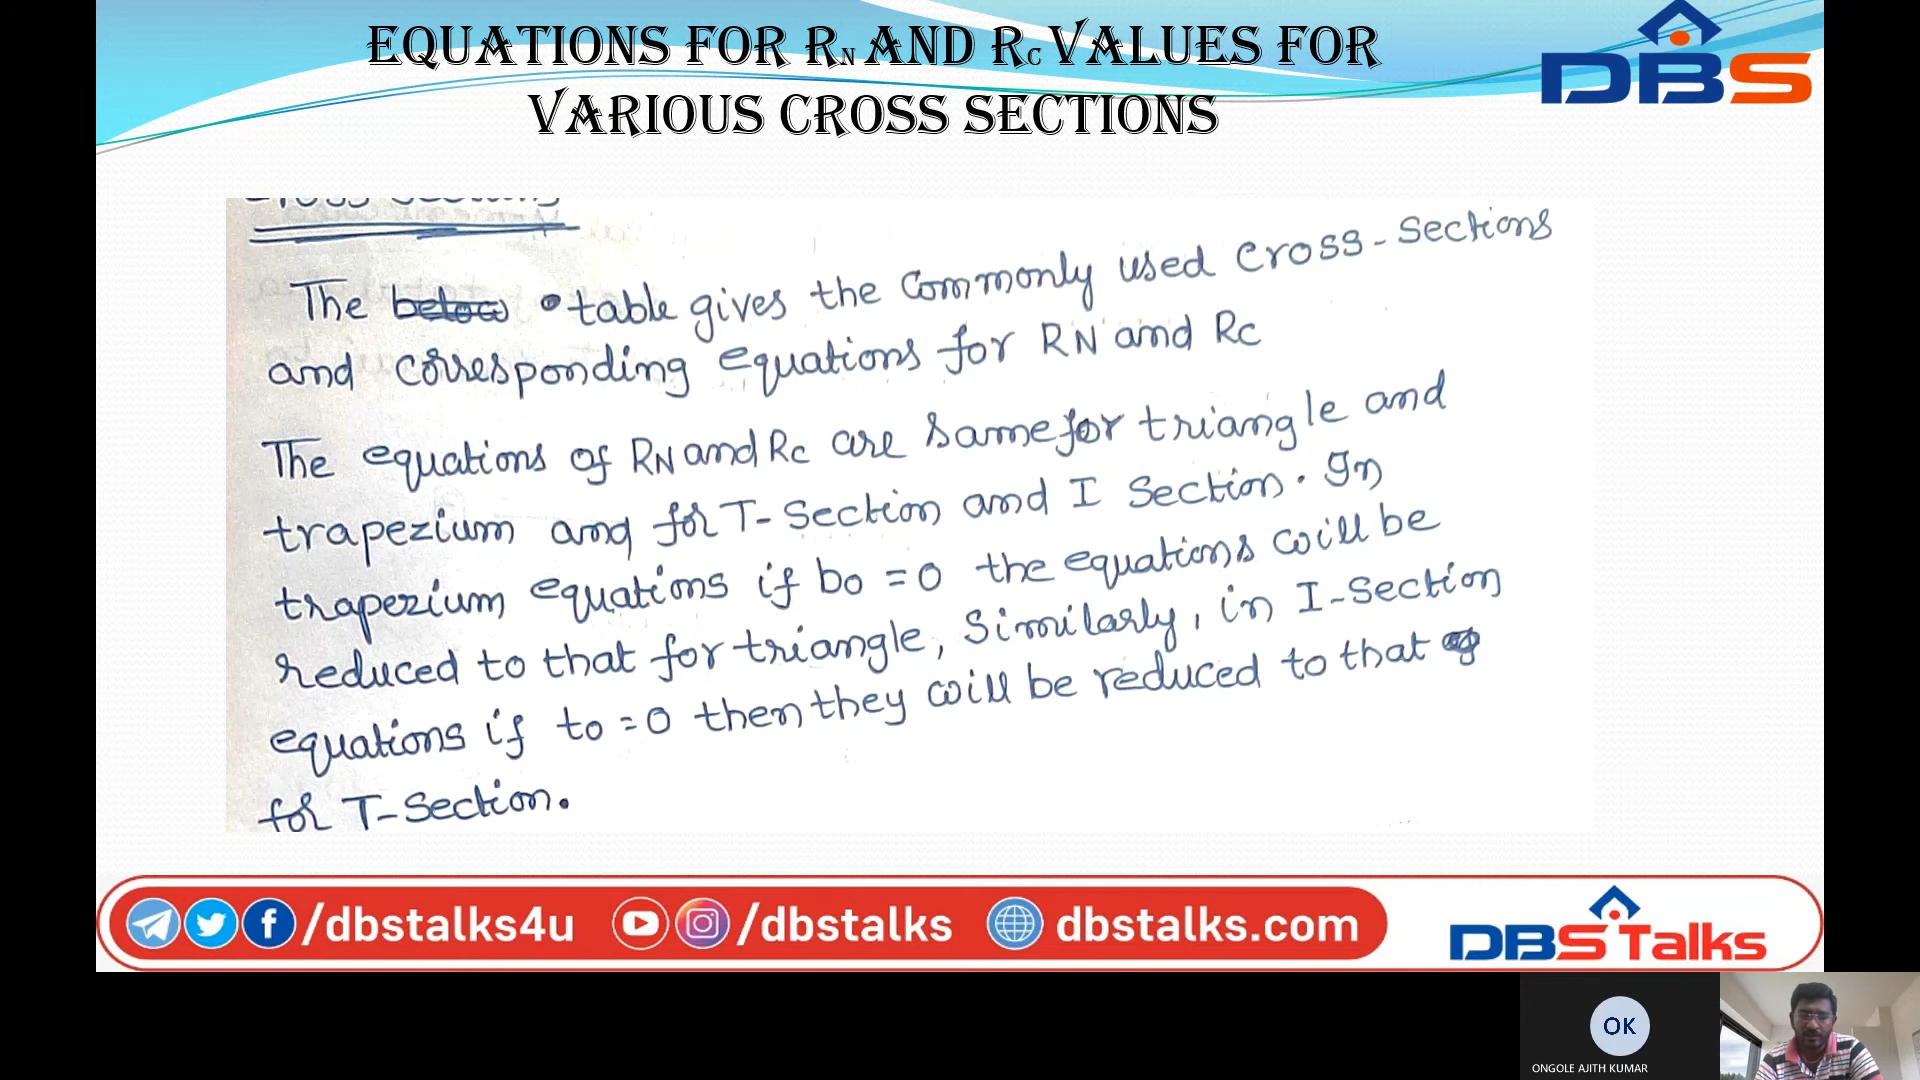 EQUATIONS FOR RN AND RC VALUES FOR
VARIOUS CROSS SECTIONS
DBS
Cross Sections
The below table gives the Commonly used Cross-Sections
and corresponding equations for RN and Rc
The equations of RN and Rc are Same for triangle and
trapezium and for T-Section and I Section. In
trapezium equations if bo = 0 the equations will be
reduced to that for triangle, Similarly, in I-Section
equations if to = 0 then they will be reduced to that
for T-Section.
/dbstalks4u /dbstalks dbstalks.com
DBS Talks
OK
ONGOLE AJITH KUMAR